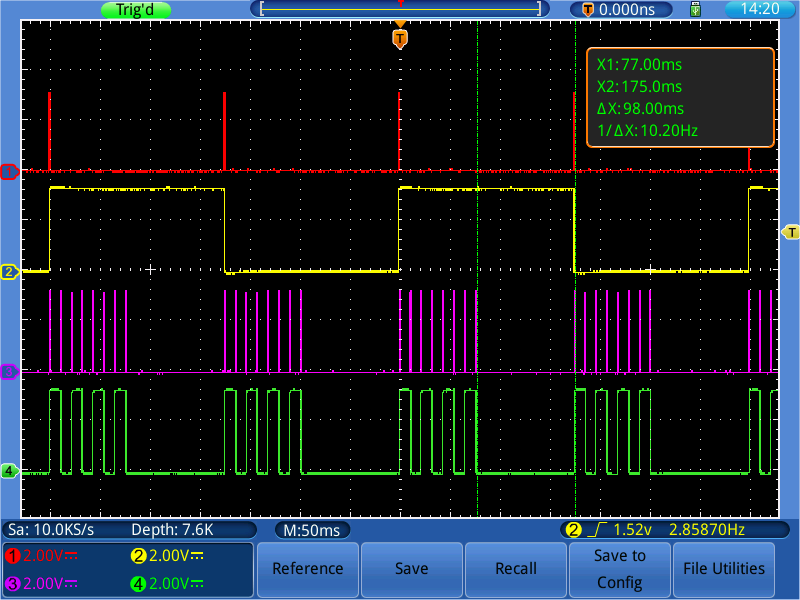 Trig'd
T 0.000ns
14:20
T
X1:77.00ms
X2:175.0ms
ΔX:98.00ms
1/ΔX:10.20Hz
T
2
3
4
Sa: 10.0KS/s Depth: 7.6K M:50ms 2 1.52v 2.85870Hz
1 2.00V 2 2.00V
3 2.00V 4 2.00V
Reference
Save
Recall
Save to
Config
File Utilities